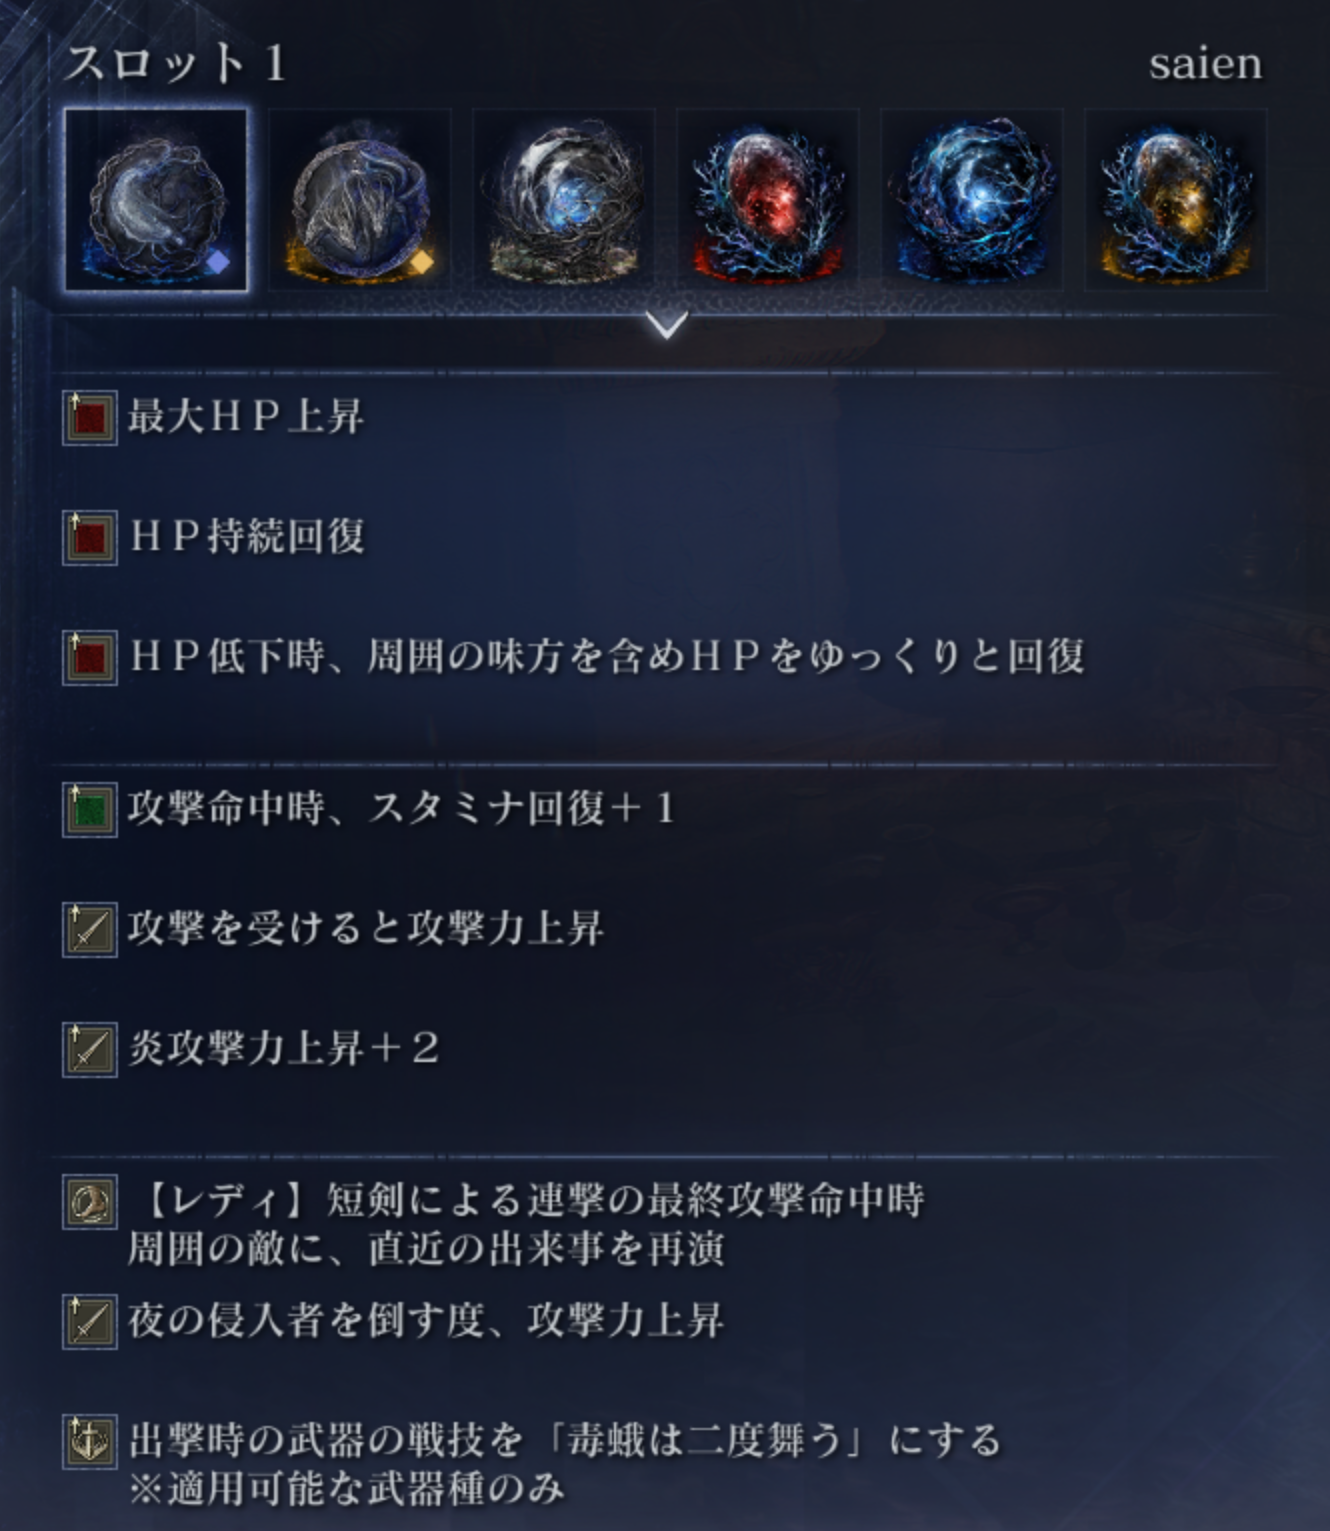 スロット1
saien
最大ＨＰ上昇
ＨＰ持続回復
ＨＰ低下時、周囲の味方を含めＨＰをゆっくりと回復
攻撃命中時、スタミナ回復＋１
攻撃を受けると攻撃力上昇
炎攻撃力上昇＋２
【レディ】短剣による連撃の最終攻撃命中時
周囲の敵に、直近の出来事を再演
夜の侵入者を倒す度、攻撃力上昇
出撃時の武器の戦技を「毒蛾は二度舞う」にする
※適用可能な武器種のみ